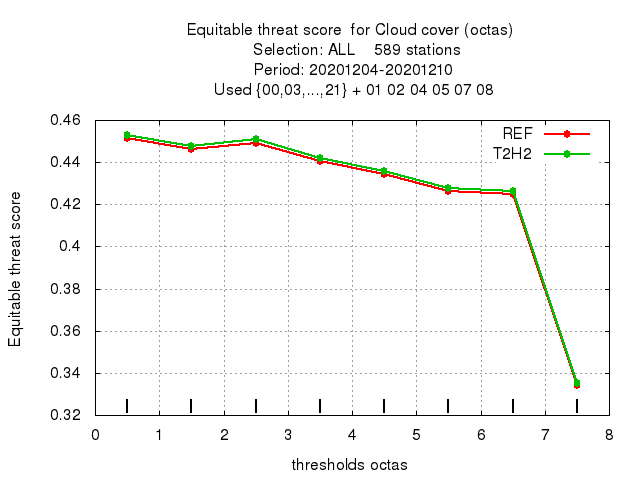 Equitable threat score  for Cloud cover (octas)
Selection: ALL    589 stations
Period: 20201204-20201210
Used {00,03,...,21} + 01 02 04 05 07 08
REF
T2H2
0.46
0.44
0.42
0.4
0.38
0.36
0.34
0.32
Equitable threat score
0 1 2 3 4 5 6 7 8
thresholds octas